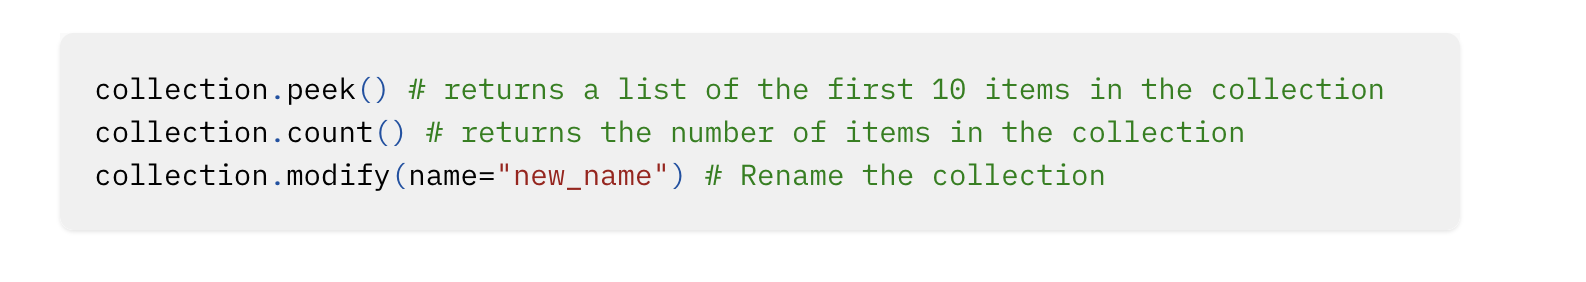 collection.peek() # returns a list of the first 10 items in the collection
collection.count() # returns the number of items in the collection
collection.modify(name="new_name") # Rename the collection